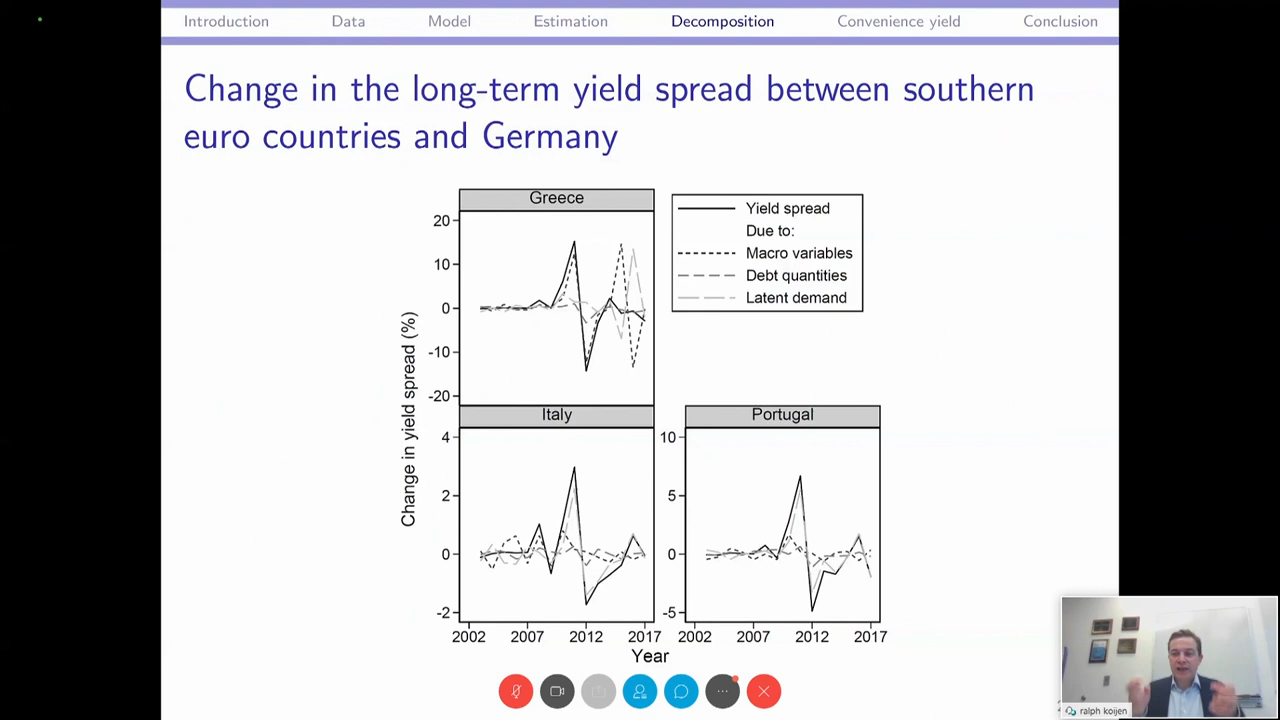 Introduction Data Model Estimation Decomposition Convenience yield Conclusion
Change in the long-term yield spread between southern
euro countries and Germany
Greece
Yield spread
Due to:
Macro variables
Debt quantities
Latent demand
20
10
0
-10
-20
Change in yield spread (%)
Italy
Portugal
4
2
0
-2
10
5
0
-5
2002 2007 2012 2017
2002 2007 2012 2017
Year
ralph koijen